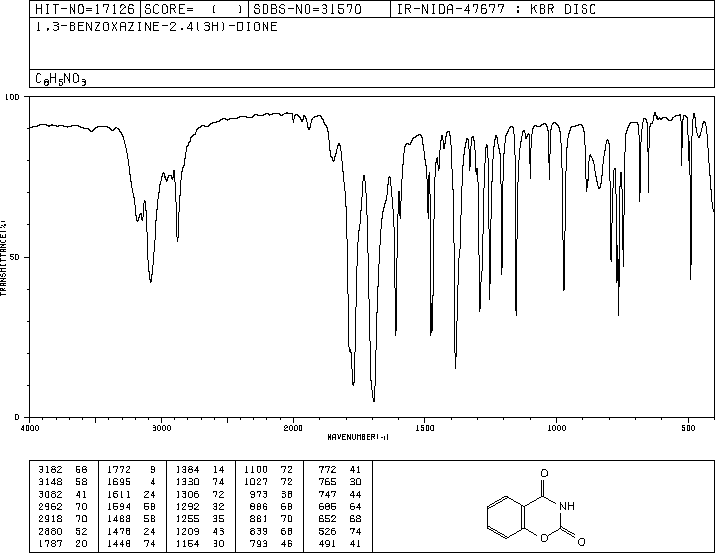 HIT-NO=17126 SCORE= ( ) SDBS-NO=31570 IR-NIDA-47677 : KBR DISC
1,3-BENZOXAZINE-2,4(3H)-DIONE
C8H5NO3
100
50
0
TRANSMITTANCE(%)
4000 3000 2000 1500 1000 500
WAVENUMBER(-1)
3182 66 1772 9 1384 14 1100 72 772 41
3148 58 1695 4 1330 74 1027 72 765 30
3082 41 1611 24 1306 72 973 38 747 44
2962 70 1594 60 1292 32 886 68 685 64
2918 70 1488 58 1255 35 881 70 652 68
2880 52 1478 24 1209 43 839 68 526 74
1787 20 1448 74 1154 30 793 46 491 41
O
NH
O O